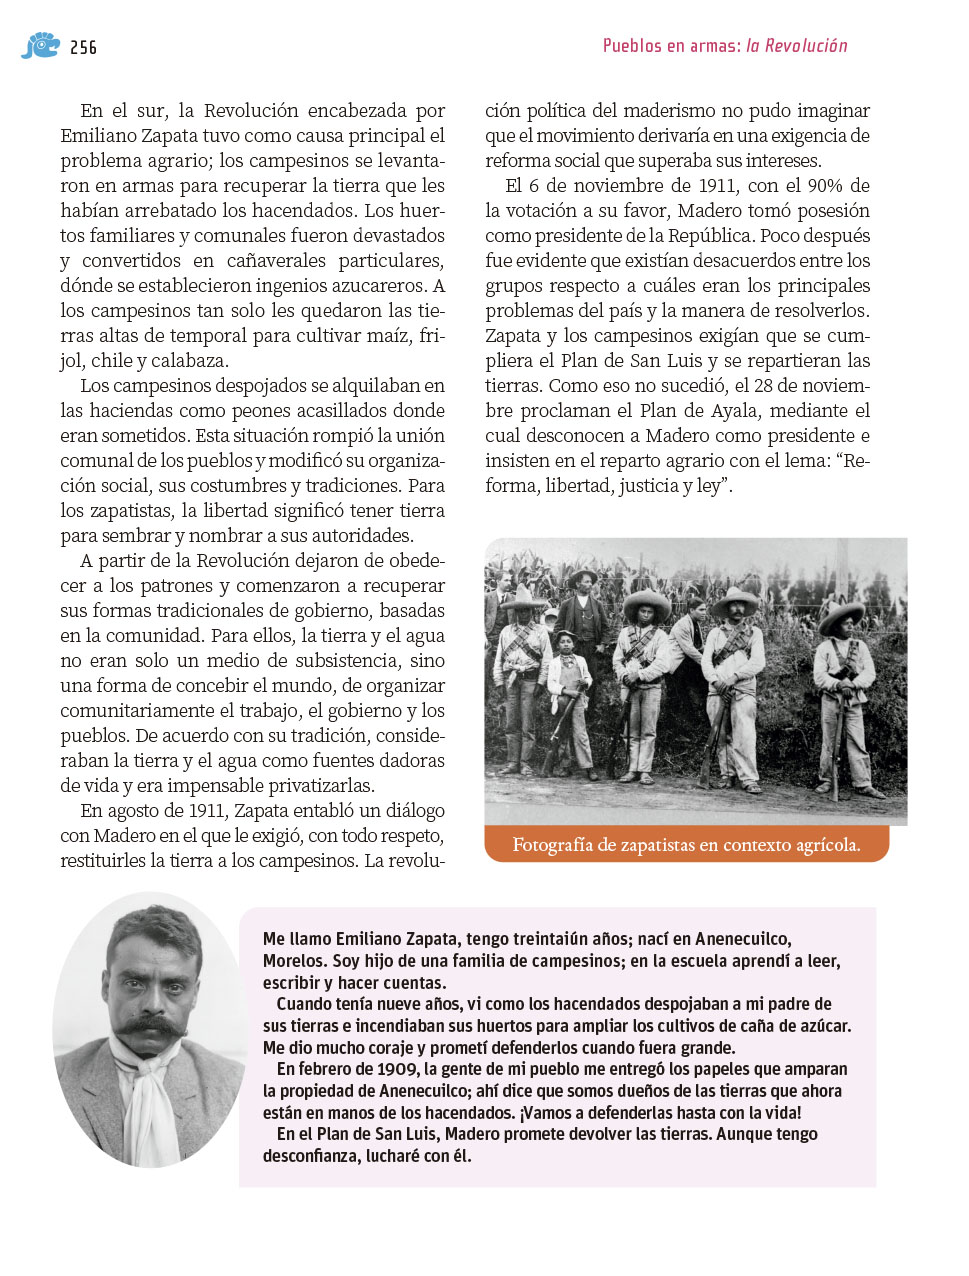 256
Pueblos en armas: la Revolución
En el sur, la Revolución encabezada por
Emiliano Zapata tuvo como causa principal el
problema agrario; los campesinos se levanta-
ron en armas para recuperar la tierra que les
habían arrebatado los hacendados. Los huer-
tos familiares y comunales fueron devastados
y convertidos en cañaverales particulares,
dónde se establecieron ingenios azucareros. A
los campesinos tan solo les quedaron las tie-
rras altas de temporal para cultivar maíz, fri-
jol, chile y calabaza.
Los campesinos despojados se alquilaban en
las haciendas como peones acasillados donde
eran sometidos. Esta situación rompió la unión
comunal de los pueblos y modificó su organiza-
ción social, sus costumbres y tradiciones. Para
los zapatistas, la libertad significó tener tierra
para sembrar y nombrar a sus autoridades.
A partir de la Revolución dejaron de obede-
cer a los patrones y comenzaron a recuperar
sus formas tradicionales de gobierno, basadas
en la comunidad. Para ellos, la tierra y el agua
no eran solo un medio de subsistencia, sino
una forma de concebir el mundo, de organizar
comunitariamente el trabajo, el gobierno y los
pueblos. De acuerdo con su tradición, conside-
raban la tierra y el agua como fuentes dadoras
de vida y era impensable privatizarlas.
En agosto de 1911, Zapata entabló un diálogo
con Madero en el que le exigió, con todo respeto,
restituirles la tierra a los campesinos. La revolu-
ción política del maderismo no pudo imaginar
que el movimiento derivaría en una exigencia de
reforma social que superaba sus intereses.
El 6 de noviembre de 1911, con el 90% de
la votación a su favor, Madero tomó posesión
como presidente de la República. Poco después
fue evidente que existían desacuerdos entre los
grupos respecto a cuáles eran los principales
problemas del país y la manera de resolverlos.
Zapata y los campesinos exigían que se cum-
pliera el Plan de San Luis y se repartieran las
tierras. Como eso no sucedió, el 28 de noviem-
bre proclaman el Plan de Ayala, mediante el
cual desconocen a Madero como presidente e
insisten en el reparto agrario con el lema: “Re-
forma, libertad, justicia y ley”.
Fotografía de zapatistas en contexto agrícola.
Me llamo Emiliano Zapata, tengo treintaiún años; nací en Anenecuilco,
Morelos. Soy hijo de una familia de campesinos; en la escuela aprendí a leer,
escribir y hacer cuentas.
Cuando tenía nueve años, vi como los hacendados despojaban a mi padre de
sus tierras e incendiaban sus huertos para ampliar los cultivos de caña de azúcar.
Me dio mucho coraje y prometí defenderlos cuando fuera grande.
En febrero de 1909, la gente de mi pueblo me entregó los papeles que amparan
la propiedad de Anenecuilco; ahí dice que somos dueños de las tierras que ahora
están en manos de los hacendados. ¡Vamos a defenderlas hasta con la vida!
En el Plan de San Luis, Madero promete devolver las tierras. Aunque tengo
desconfianza, lucharé con él.